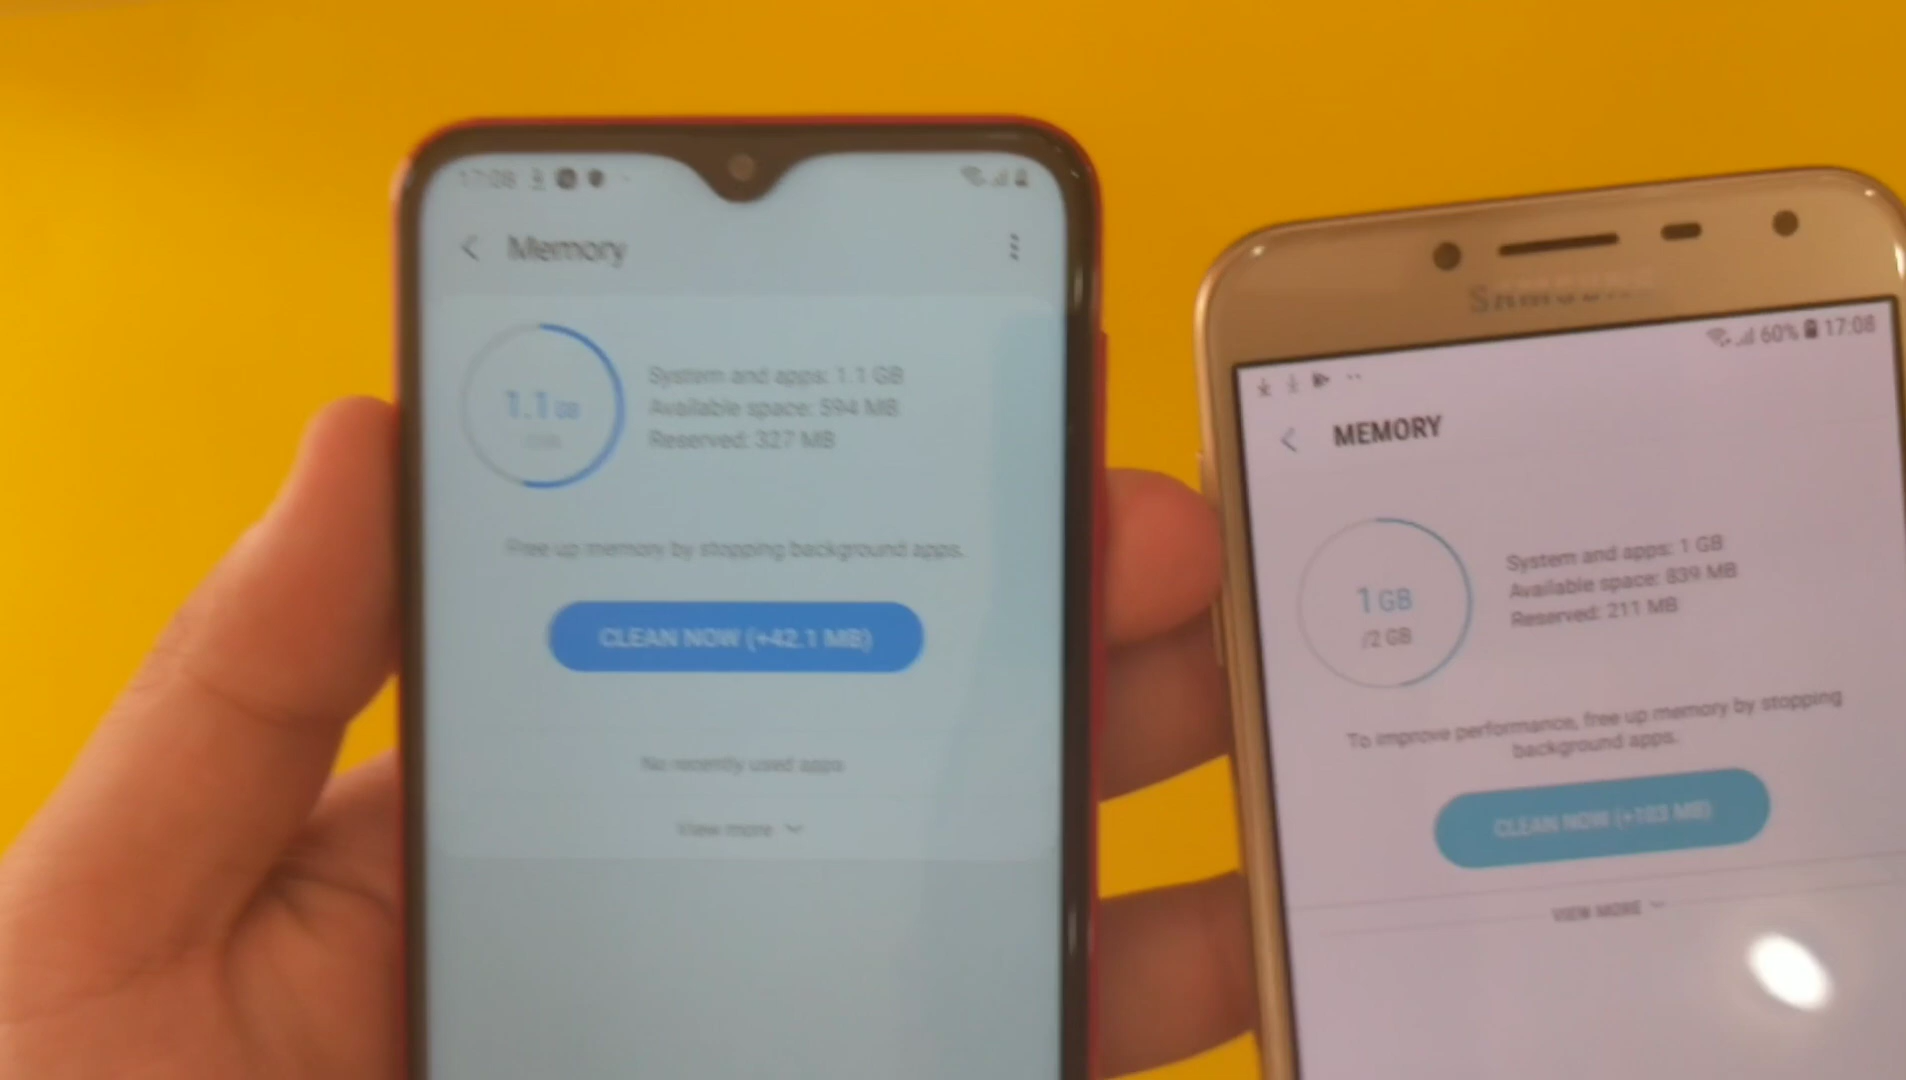 17:08
Memory
1.1 GB
System and apps: 1.1 GB
Available space: 594 MB
Reserved: 327 MB
Free up memory by stopping background apps.
CLEAN NOW (+42.1 MB)
No recently used apps
View more
SAMSUNG
60% 17:08
MEMORY
1 GB
/2 GB
System and apps: 1 GB
Available space: 839 MB
Reserved: 211 MB
To improve performance, free up memory by stopping
background apps.
CLEAN NOW (+103 MB)
VIEW MORE